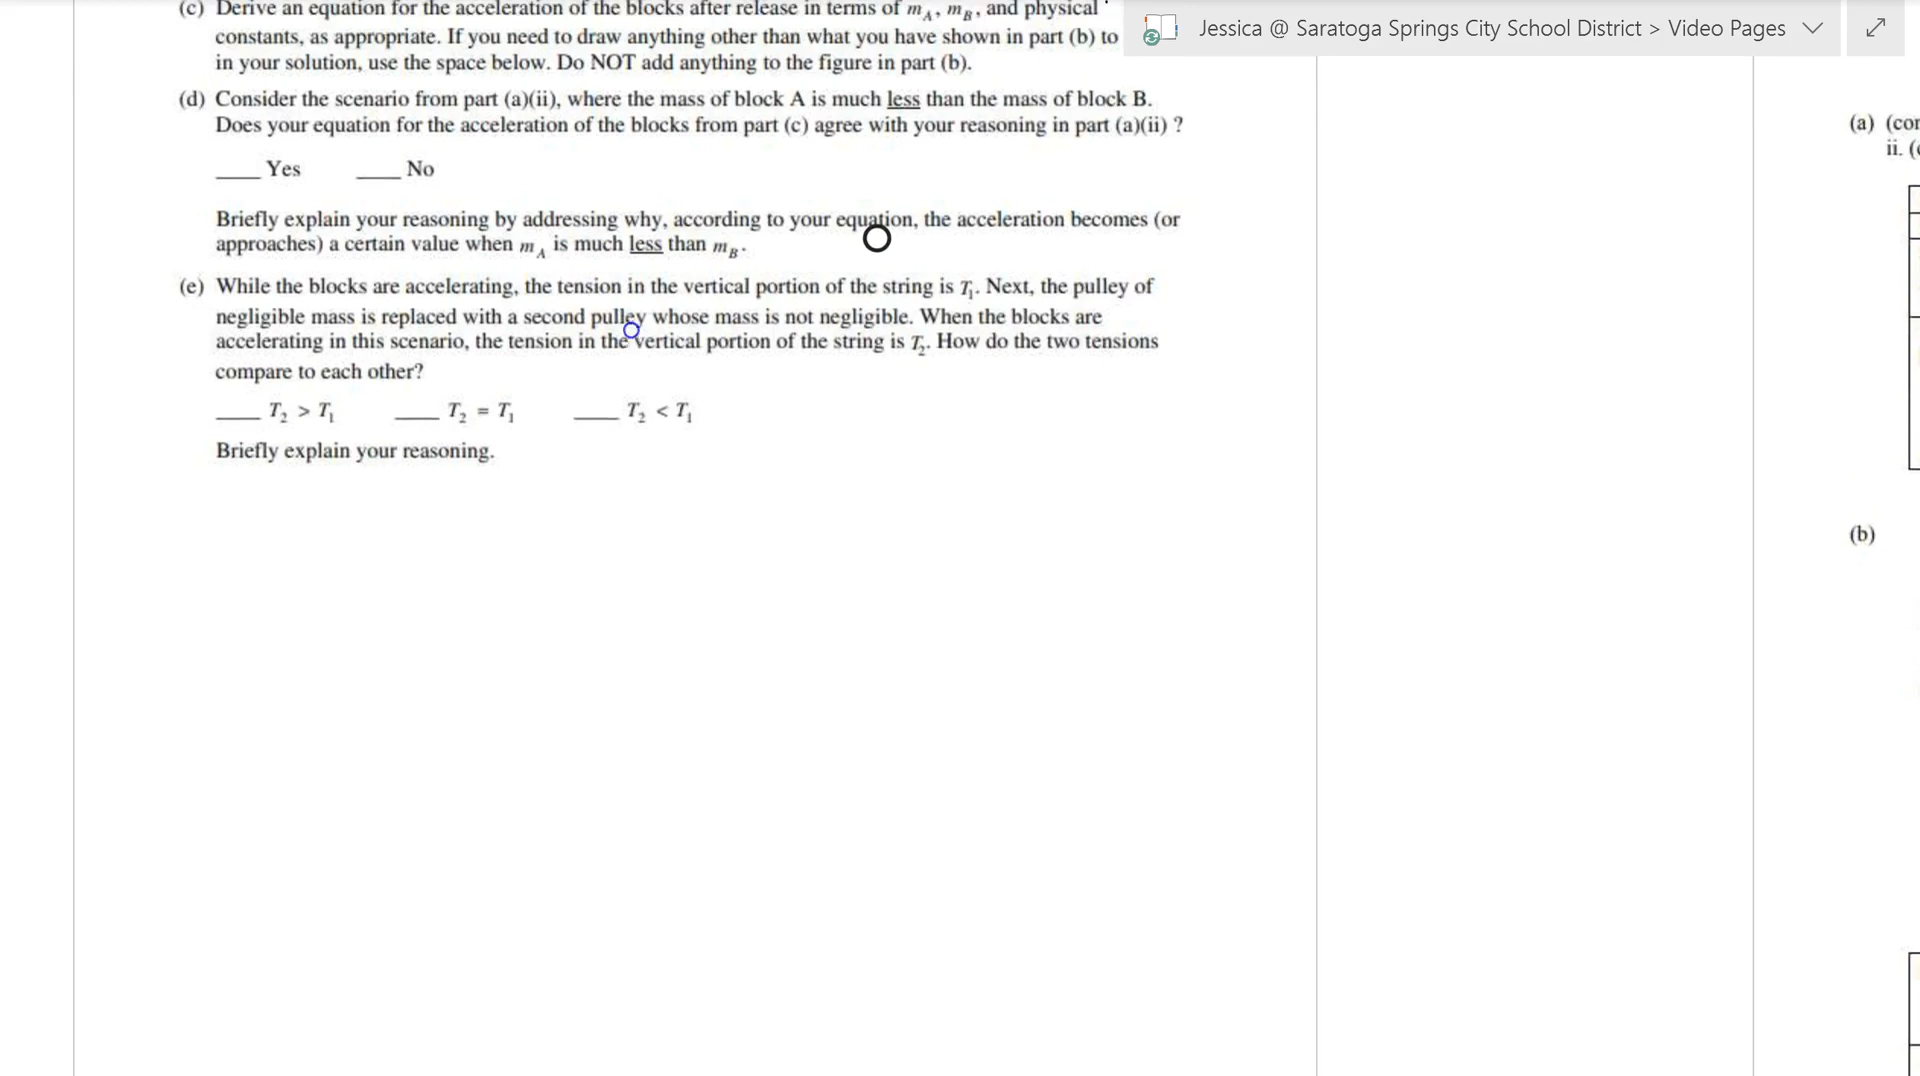 (c) Derive an equation for the acceleration of the blocks after release in terms of m_A, m_B, and physical
Jessica @ Saratoga Springs City School District > Video Pages
constants, as appropriate. If you need to draw anything other than what you have shown in part (b) to
in your solution, use the space below. Do NOT add anything to the figure in part (b).
(d) Consider the scenario from part (a)(ii), where the mass of block A is much less than the mass of block B.
Does your equation for the acceleration of the blocks from part (c) agree with your reasoning in part (a)(ii) ?
____ Yes ____ No
Briefly explain your reasoning by addressing why, according to your equation, the acceleration becomes (or
approaches) a certain value when m_A is much less than m_B.
(e) While the blocks are accelerating, the tension in the vertical portion of the string is T₁. Next, the pulley of
negligible mass is replaced with a second pulley whose mass is not negligible. When the blocks are
accelerating in this scenario, the tension in the vertical portion of the string is T₂. How do the two tensions
compare to each other?
____ T₂ > T₁ ____ T₂ = T₁ ____ T₂ < T₁
Briefly explain your reasoning.
(a)
ii.
(b)